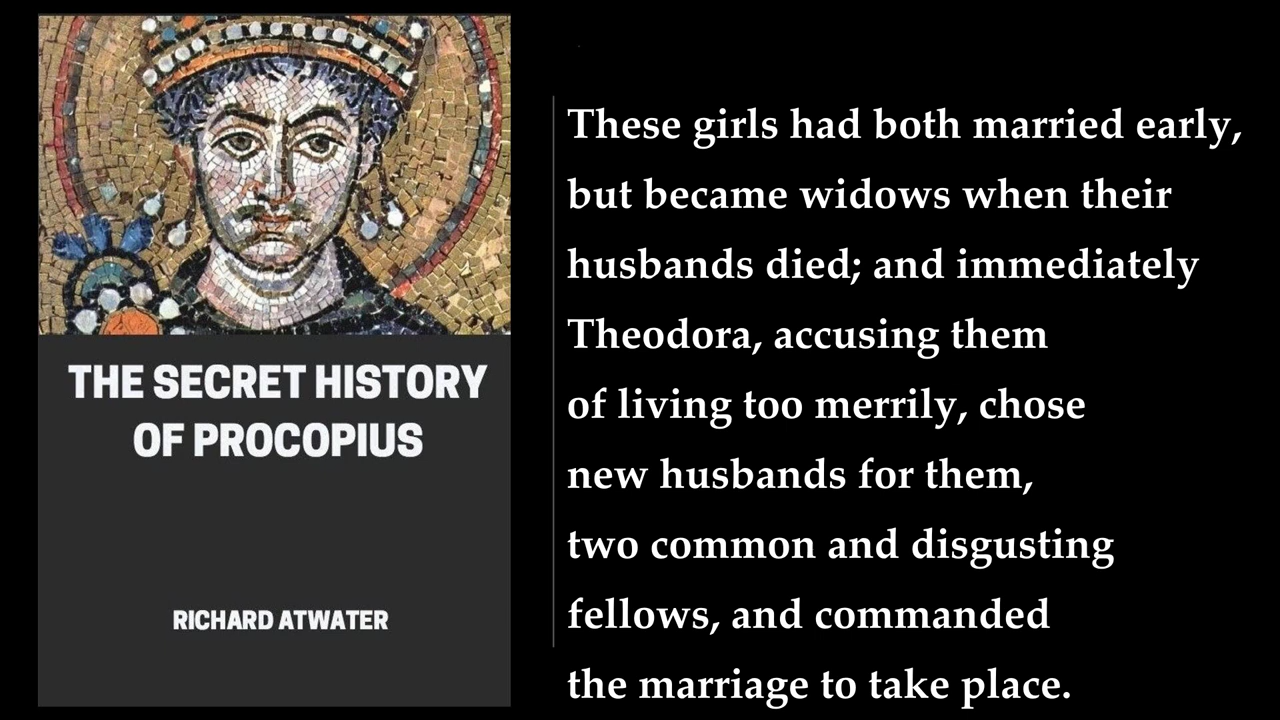 THE SECRET HISTORY
OF PROCOPIUS
RICHARD ATWATER
These girls had both married early,
but became widows when their
husbands died; and immediately
Theodora, accusing them
of living too merrily, chose
new husbands for them,
two common and disgusting
fellows, and commanded
the marriage to take place.